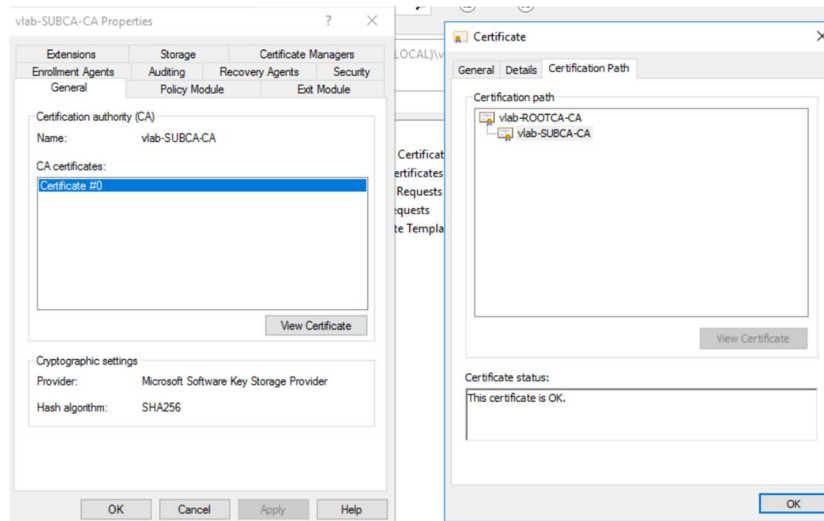 vlab-SUBCA-CA Properties
Extensions Storage Certificate Managers
Enrollment Agents Auditing Recovery Agents Security
General Policy Module Exit Module
Certification authority (CA)
Name: vlab-SUBCA-CA
CA certificates:
Certificate #0
View Certificate
Cryptographic settings
Provider: Microsoft Software Key Storage Provider
Hash algorithm: SHA256
OK Cancel Apply Help
LOCAL)\v
Certificat
ertificates
Requests
equests
te Templa
Certificate
General Details Certification Path
Certification path
vlab-ROOTCA-CA
vlab-SUBCA-CA
View Certificate
Certificate status:
This certificate is OK.
OK